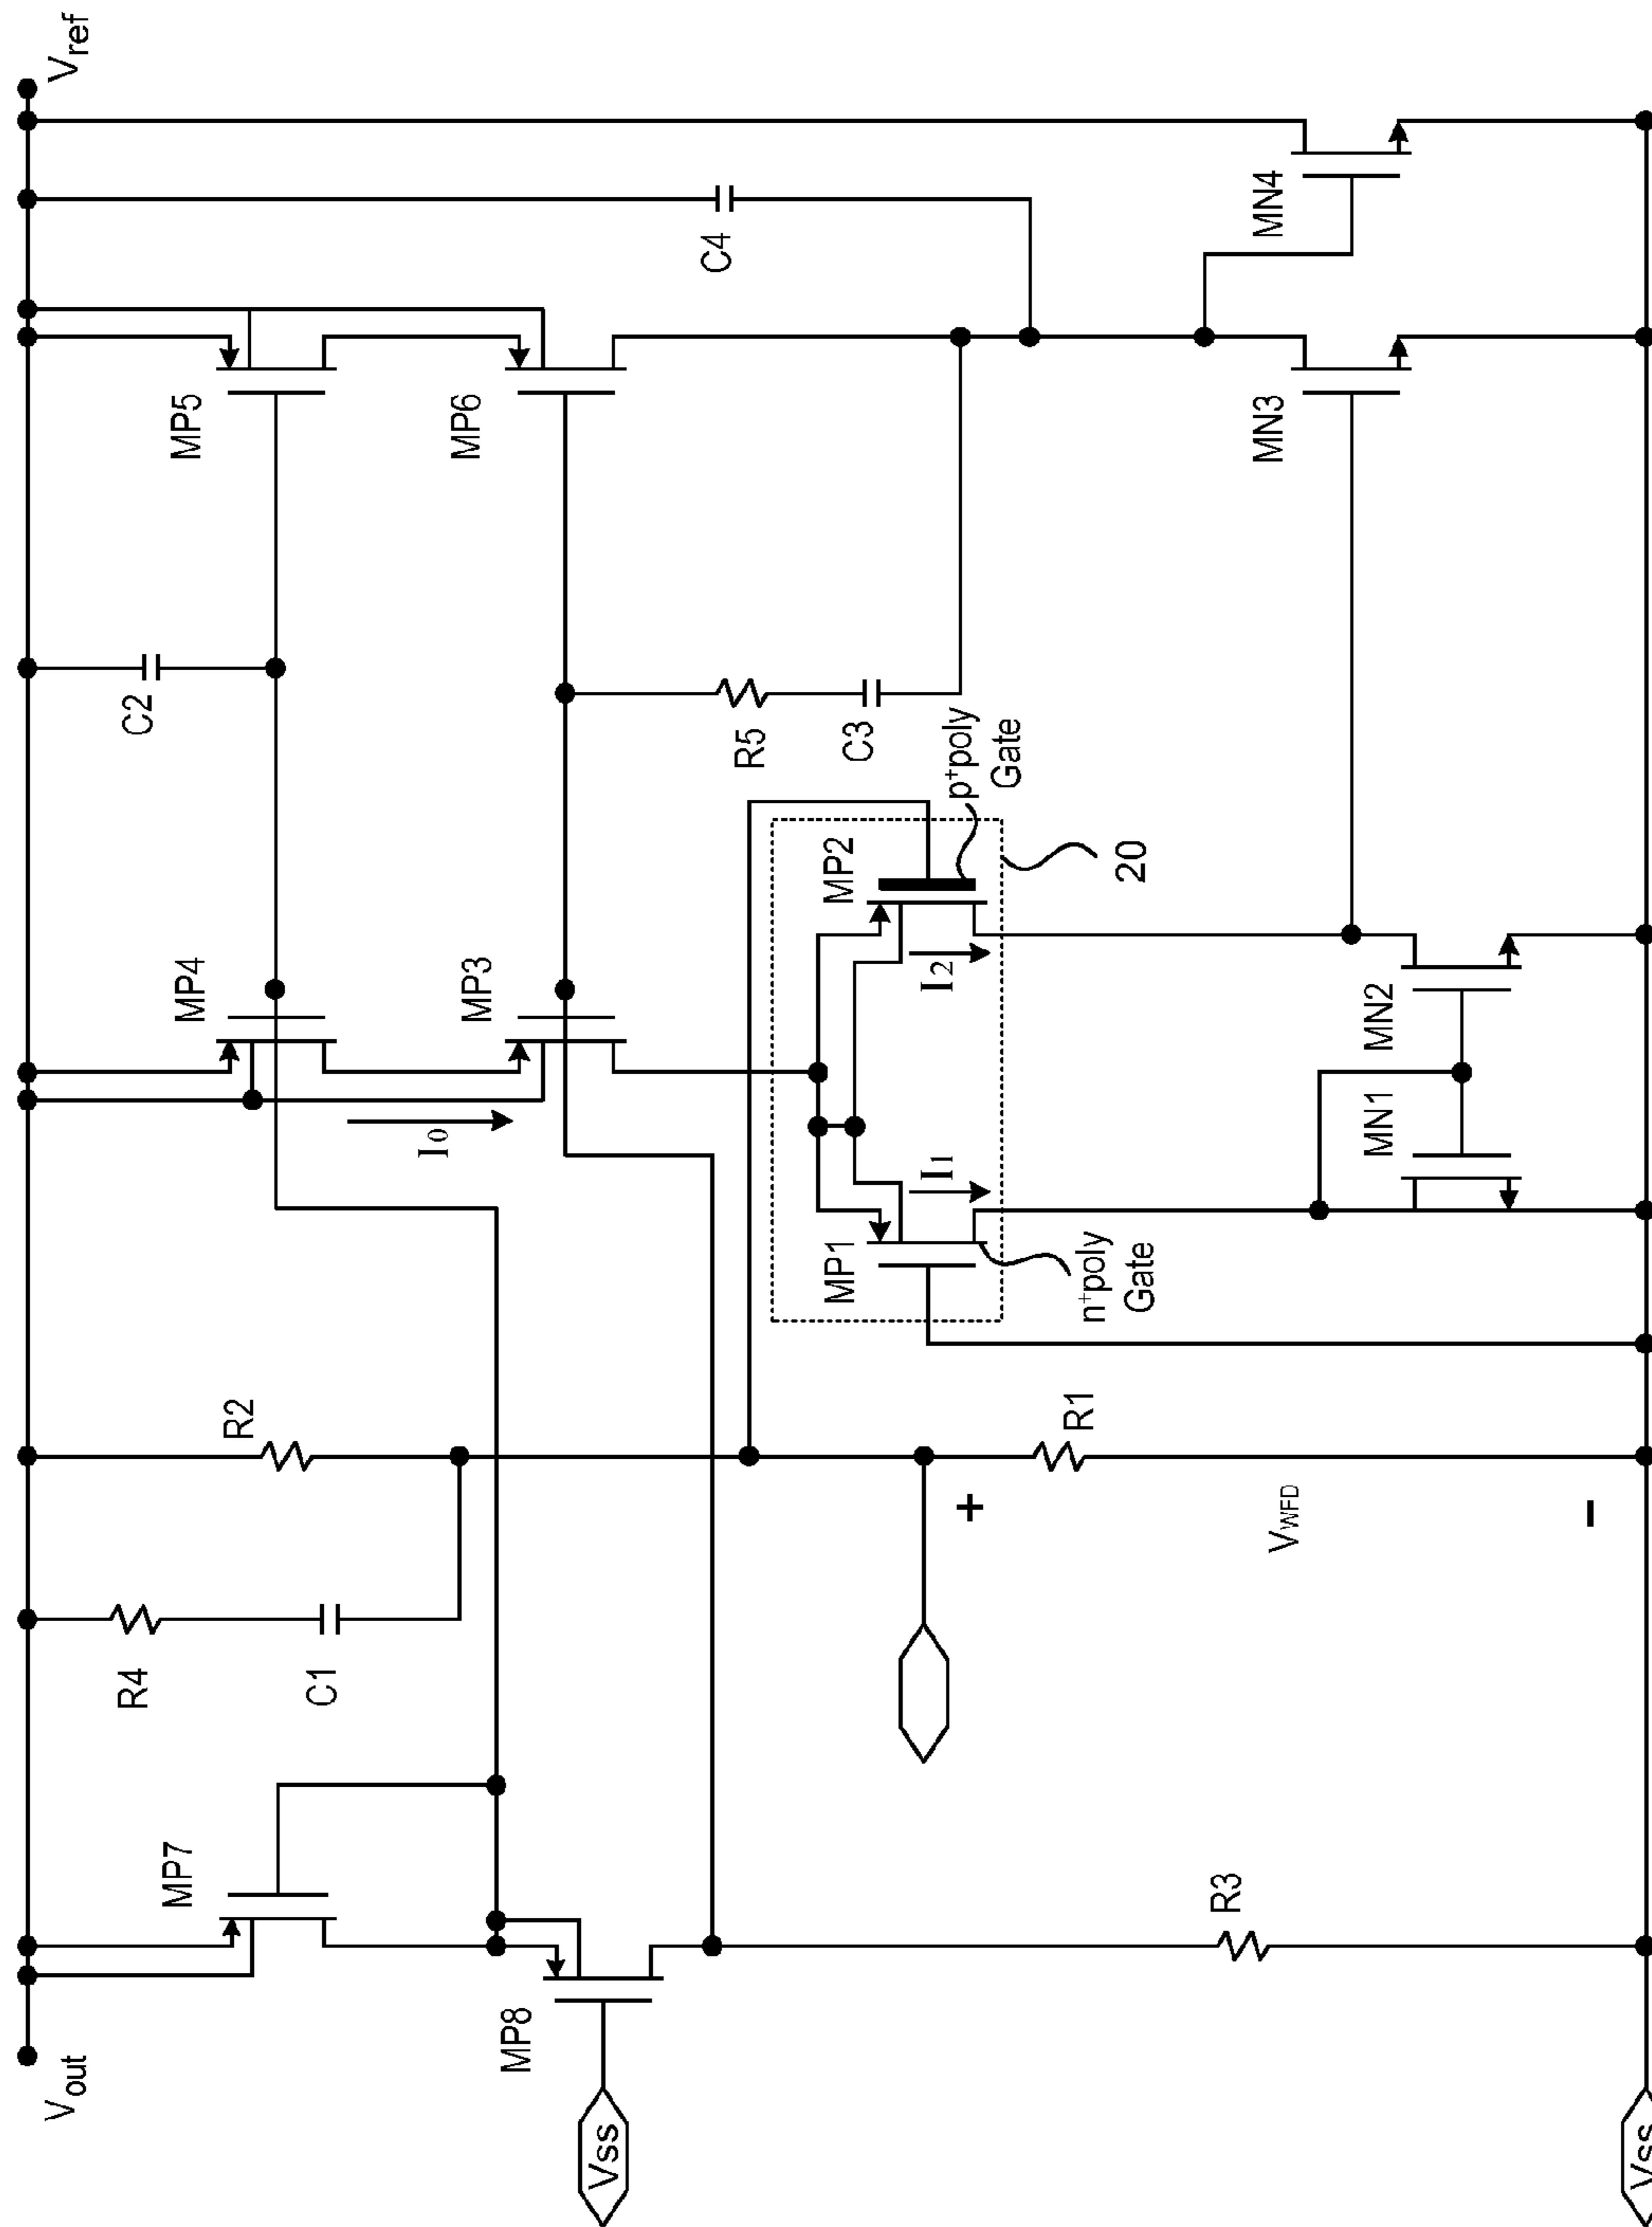 Vout
Vref
MP7
R4
C1
R2
MP4
C2
MP5
MP8
Vss
I0
MP3
MP6
C4
R5
C3
MP1
I1
MP2
I2
n+poly
Gate
p+poly
Gate
20
+
R1
VWFD
−
R3
MN1
MN2
MN3
MN4
Vss